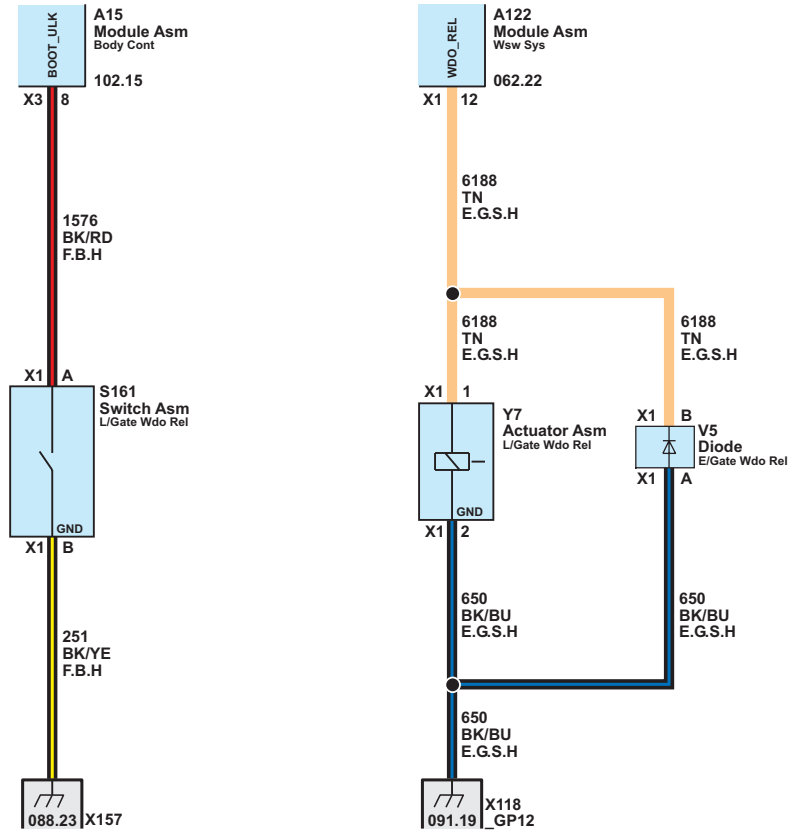 A15
Module Asm
Body Cont
BOOT_ULK
102.15
X3 8
1576
BK/RD
F.B.H
X1 A
S161
Switch Asm
L/Gate Wdo Rel
GND
X1 B
251
BK/YE
F.B.H
088.23 X157
A122
Module Asm
Wsw Sys
WDO_REL
062.22
X1 12
6188
TN
E.G.S.H
6188
TN
E.G.S.H
6188
TN
E.G.S.H
X1 1
Y7
Actuator Asm
L/Gate Wdo Rel
GND
X1 2
X1 B
V5
Diode
E/Gate Wdo Rel
X1 A
650
BK/BU
E.G.S.H
650
BK/BU
E.G.S.H
650
BK/BU
E.G.S.H
091.19
X118
_GP12